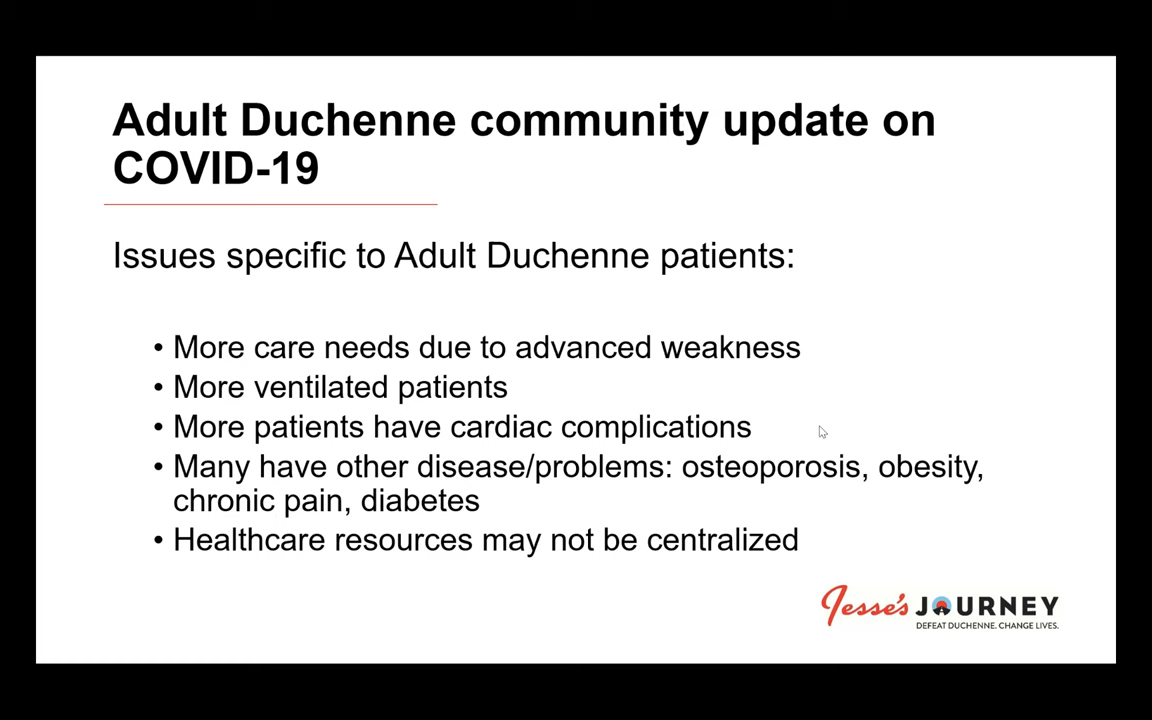 Adult Duchenne community update on
COVID-19
Issues specific to Adult Duchenne patients:
• More care needs due to advanced weakness
• More ventilated patients
• More patients have cardiac complications
• Many have other disease/problems: osteoporosis, obesity,
chronic pain, diabetes
• Healthcare resources may not be centralized
Jesse's JOURNEY
DEFEAT DUCHENNE. CHANGE LIVES.